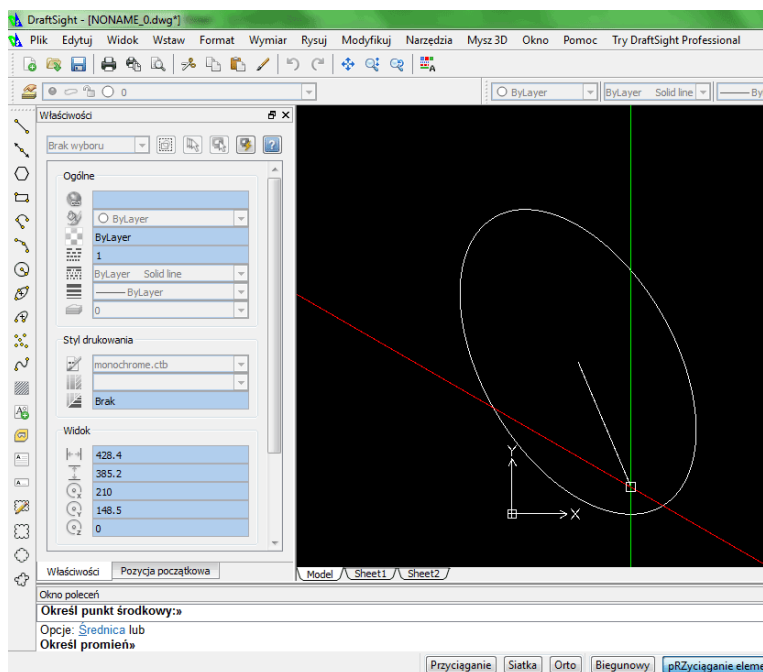 DraftSight - [NONAME_0.dwg*]
Plik Edytuj Widok Wstaw Format Wymiar Rysuj Modyfikuj Narzędzia Mysz 3D Okno Pomoc Try DraftSight Professional
0 ByLayer ByLayer Solid line By
Właściwości
Brak wyboru
Ogólne
ByLayer
ByLayer
1
ByLayer Solid line
ByLayer
0
Styl drukowania
monochrome.ctb
Brak
Widok
428.4
385.2
210
148.5
0
Y
X
Właściwości Pozycja początkowa
Model Sheet1 Sheet2
Okno poleceń
Określ punkt środkowy:»
Opcje: Średnica lub
Określ promień»
Przyciąganie Siatka Orto Biegunowy pRZyciąganie eleme